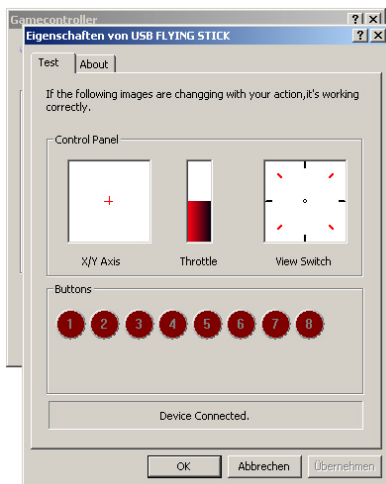 Gamecontroller
Eigenschaften von USB FLYING STICK
Test
About
If the following images are changging with your action,it's working
correctly.
Control Panel
X/Y Axis
Throttle
View Switch
Buttons
1 2 3 4 5 6 7 8
Device Connected.
OK
Abbrechen
Übernehmen